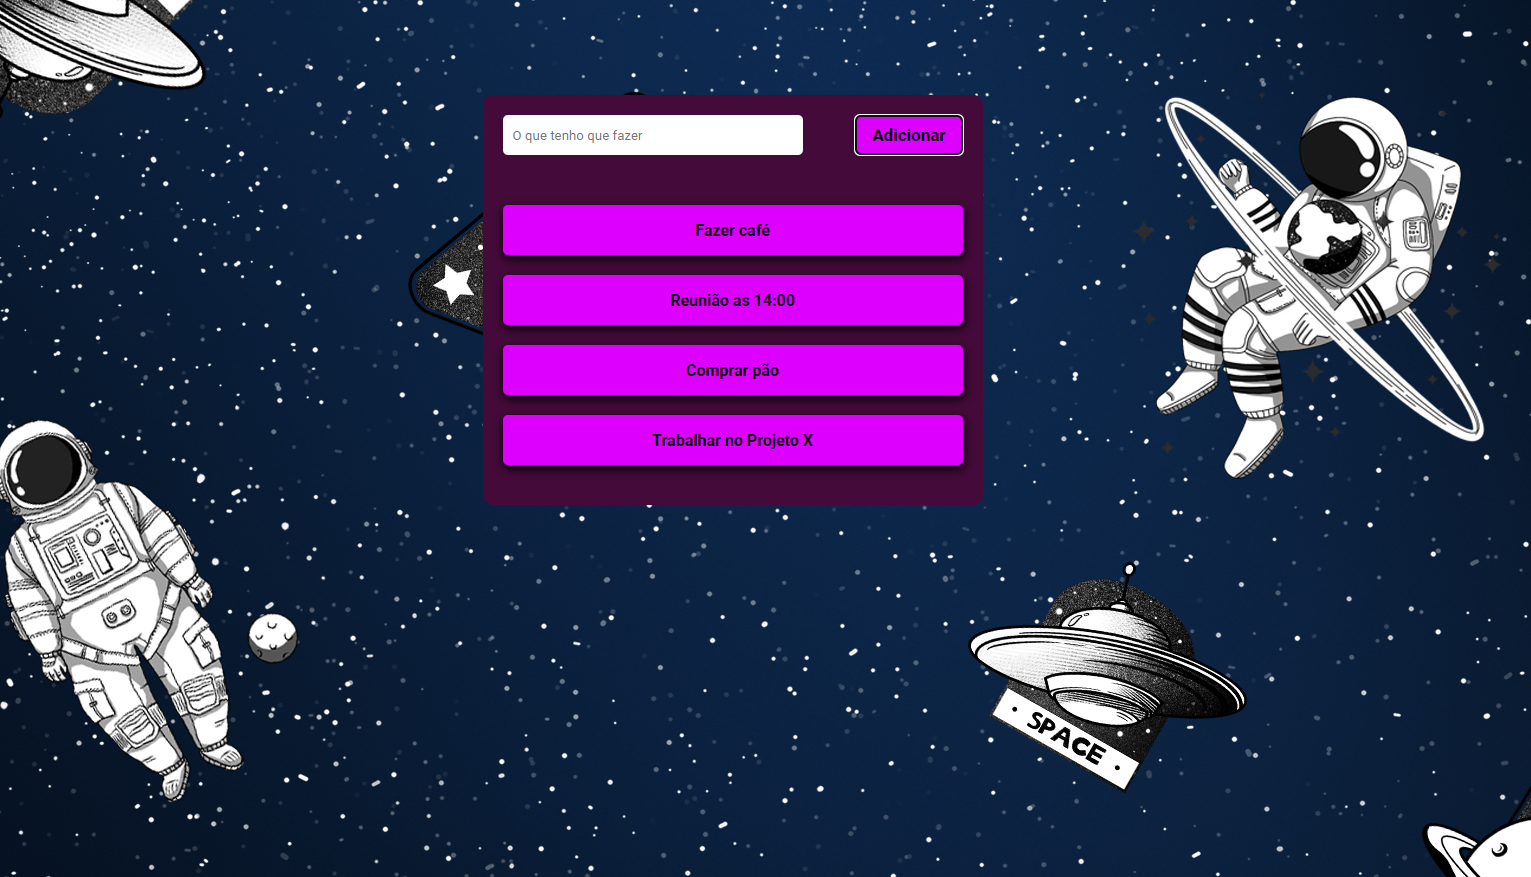 O que tenho que fazer
Adicionar
Fazer café
Reunião as 14:00
Comprar pão
Trabalhar no Projeto X
• SPACE •